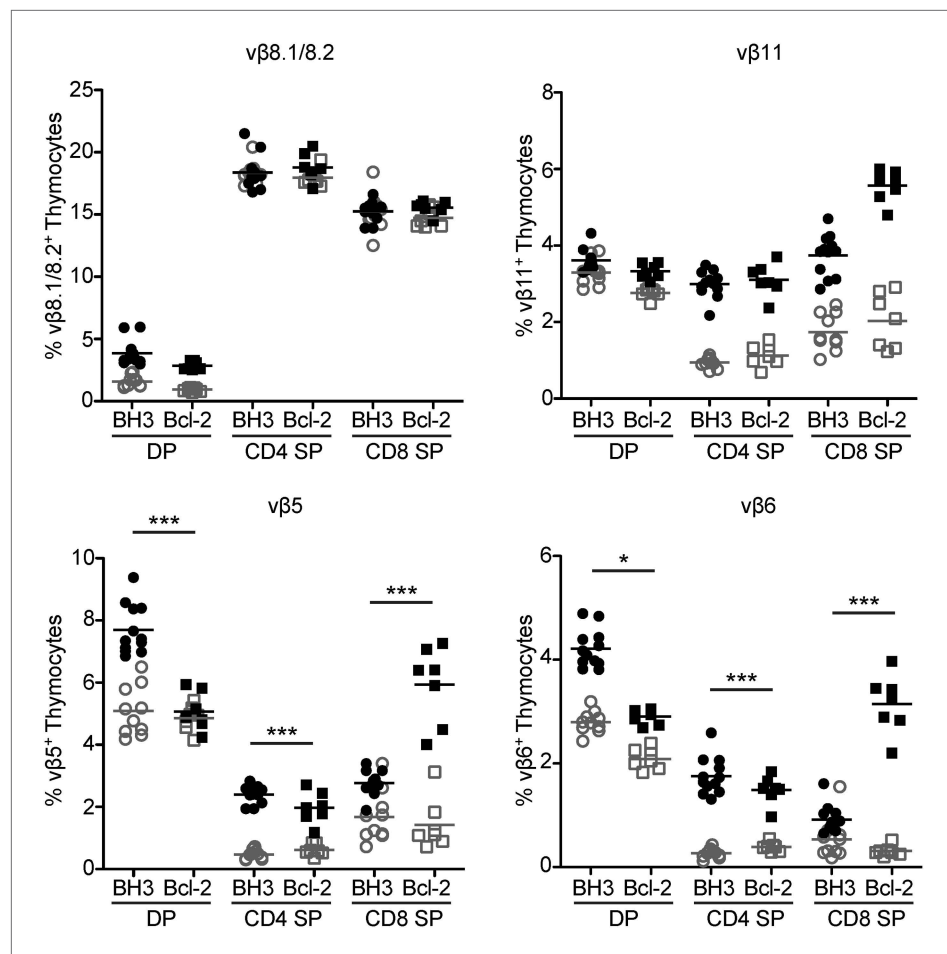 vβ8.1/8.2
% vβ8.1/8.2⁺ Thymocytes
25
20
15
10
5
0
BH3 Bcl-2 BH3 Bcl-2 BH3 Bcl-2
DP CD4 SP CD8 SP
vβ11
% vβ11⁺ Thymocytes
8
6
4
2
0
BH3 Bcl-2 BH3 Bcl-2 BH3 Bcl-2
DP CD4 SP CD8 SP
vβ5
% vβ5⁺ Thymocytes
10
8
6
4
2
0
***
***
***
BH3 Bcl-2 BH3 Bcl-2 BH3 Bcl-2
DP CD4 SP CD8 SP
vβ6
% vβ6⁺ Thymocytes
6
4
2
0
*
***
***
BH3 Bcl-2 BH3 Bcl-2 BH3 Bcl-2
DP CD4 SP CD8 SP